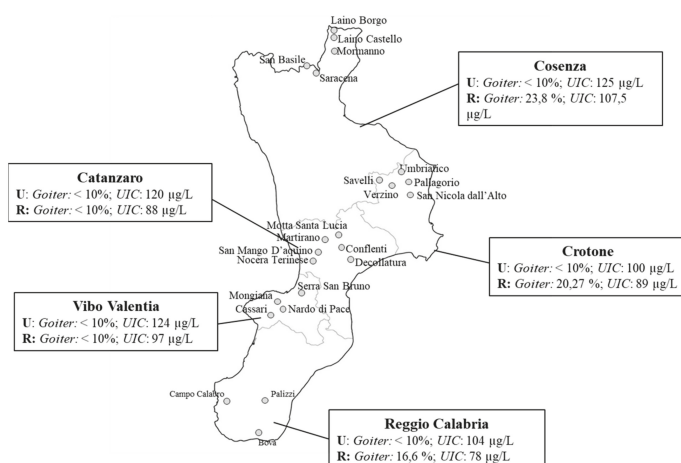 Laino Borgo
Laino Castello
Mormanno
San Basile
Saracena
Cosenza
U: Goiter: < 10%; UIC: 125 µg/L
R: Goiter: 23,8 %; UIC: 107,5
µg/L
Umbriatico
Savelli
Pallagorio
Verzino
San Nicola dall'Alto
Catanzaro
U: Goiter: < 10%; UIC: 120 µg/L
R: Goiter: < 10%; UIC: 88 µg/L
Motta Santa Lucia
Martirano
San Mango D'aquino
Conflenti
Nocera Terinese
Decollatura
Crotone
U: Goiter: < 10%; UIC: 100 µg/L
R: Goiter: 20,27 %; UIC: 89 µg/L
Serra San Bruno
Mongiana
Cassari
Nardo di Pace
Vibo Valentia
U: Goiter: < 10%; UIC: 124 µg/L
R: Goiter: < 10%; UIC: 97 µg/L
Campo Calabro
Palizzi
Bova
Reggio Calabria
U: Goiter: < 10%; UIC: 104 µg/L
R: Goiter: 16,6 %; UIC: 78 µg/L